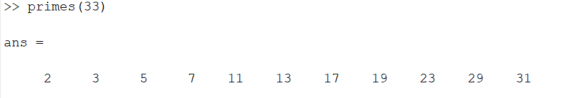 >> primes(33)
ans =
2 3 5 7 11 13 17 19 23 29 31